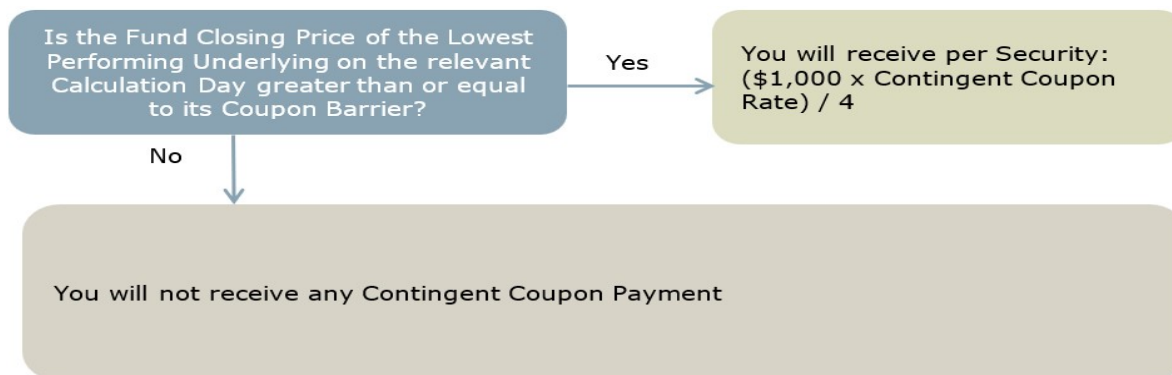 Is the Fund Closing Price of the Lowest
Performing Underlying on the relevant
Calculation Day greater than or equal
to its Coupon Barrier?
Yes
You will receive per Security:
($1,000 x Contingent Coupon
Rate) / 4
No
You will not receive any Contingent Coupon Payment